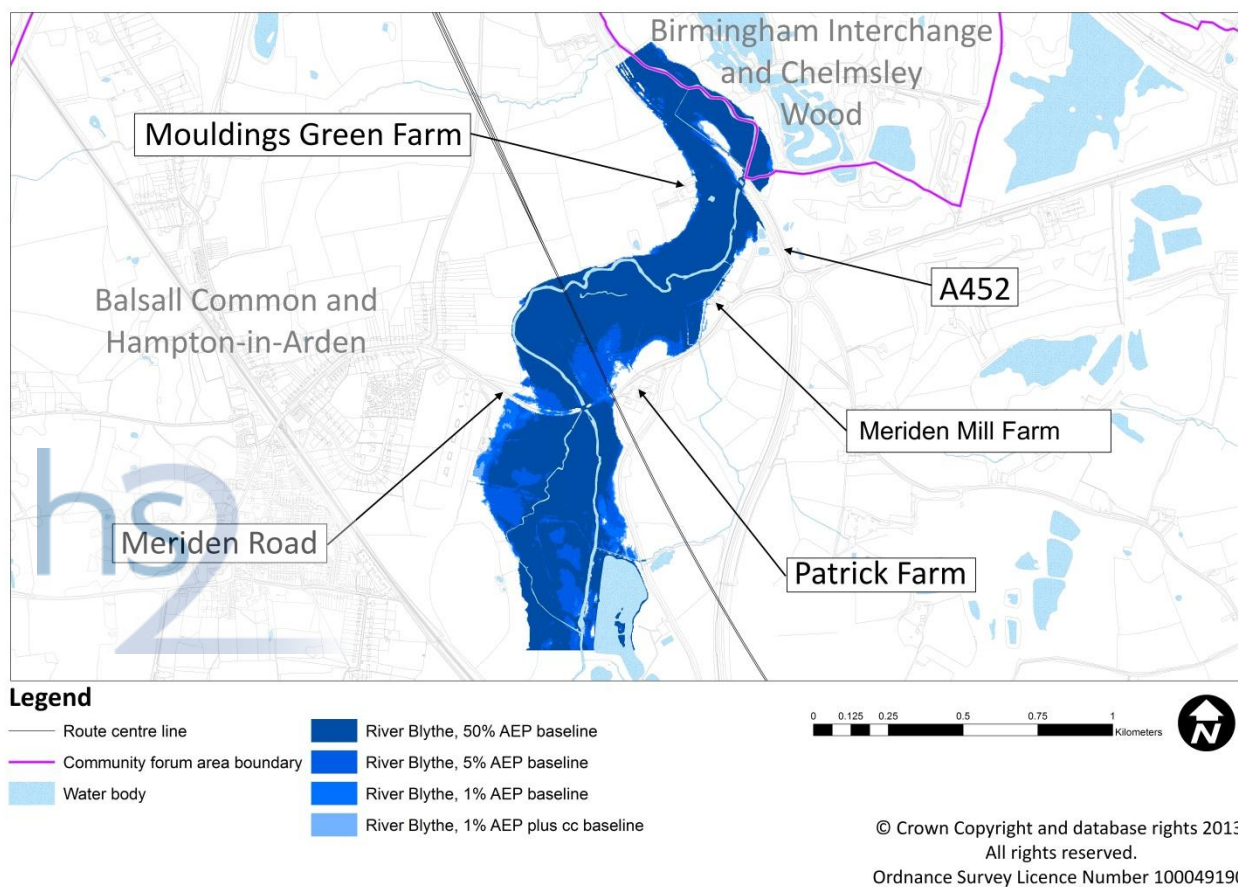 Birmingham Interchange
and Chelmsley
Wood
Mouldings Green Farm
A452
Balsall Common and
Hampton-in-Arden
Meriden Mill Farm
hs2
Meriden Road
Patrick Farm
Legend
Route centre line
Community forum area boundary
Water body
River Blythe, 50% AEP baseline
River Blythe, 5% AEP baseline
River Blythe, 1% AEP baseline
River Blythe, 1% AEP plus cc baseline
0 0.125 0.25 0.5 0.75 1
Kilometers
N
© Crown Copyright and database rights 2013
All rights reserved.
Ordnance Survey Licence Number 100049190